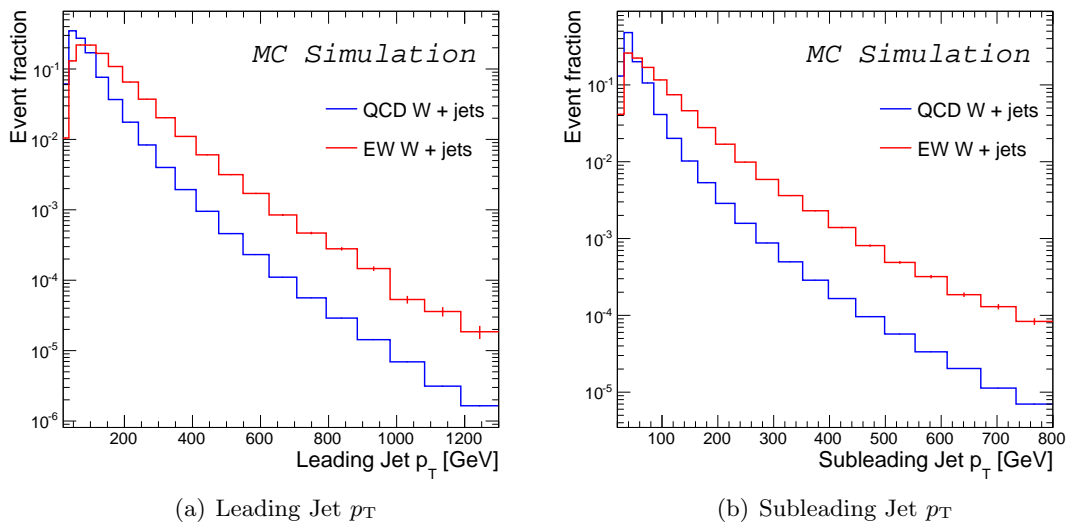 Event fraction
MC Simulation
QCD W + jets
EW W + jets
10⁻¹
10⁻²
10⁻³
10⁻⁴
10⁻⁵
10⁻⁶
200 400 600 800 1000 1200
Leading Jet p_T [GeV]
(a) Leading Jet p_T
Event fraction
MC Simulation
QCD W + jets
EW W + jets
10⁻¹
10⁻²
10⁻³
10⁻⁴
10⁻⁵
100 200 300 400 500 600 700 800
Subleading Jet p_T [GeV]
(b) Subleading Jet p_T